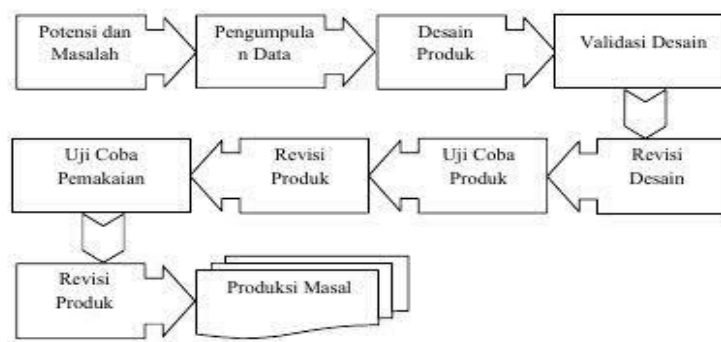 Potensi dan
Masalah
Pengumpula
n Data
Desain
Produk
Validasi Desain
Revisi
Desain
Uji Coba
Produk
Revisi
Produk
Uji Coba
Pemakaian
Revisi
Produk
Produksi Masal